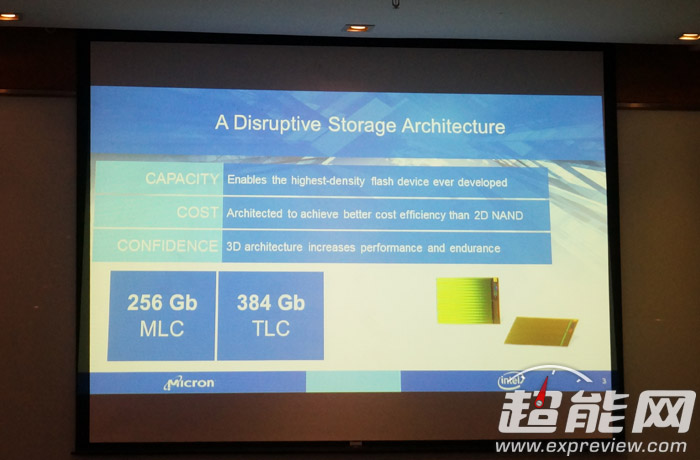 A Disruptive Storage Architecture
CAPACITY Enables the highest-density flash device ever developed
COST Architected to achieve better cost efficiency than 2D NAND
CONFIDENCE 3D architecture increases performance and endurance
256 Gb 384 Gb
MLC TLC
Micron intel 3
超能网
www.expreview.com